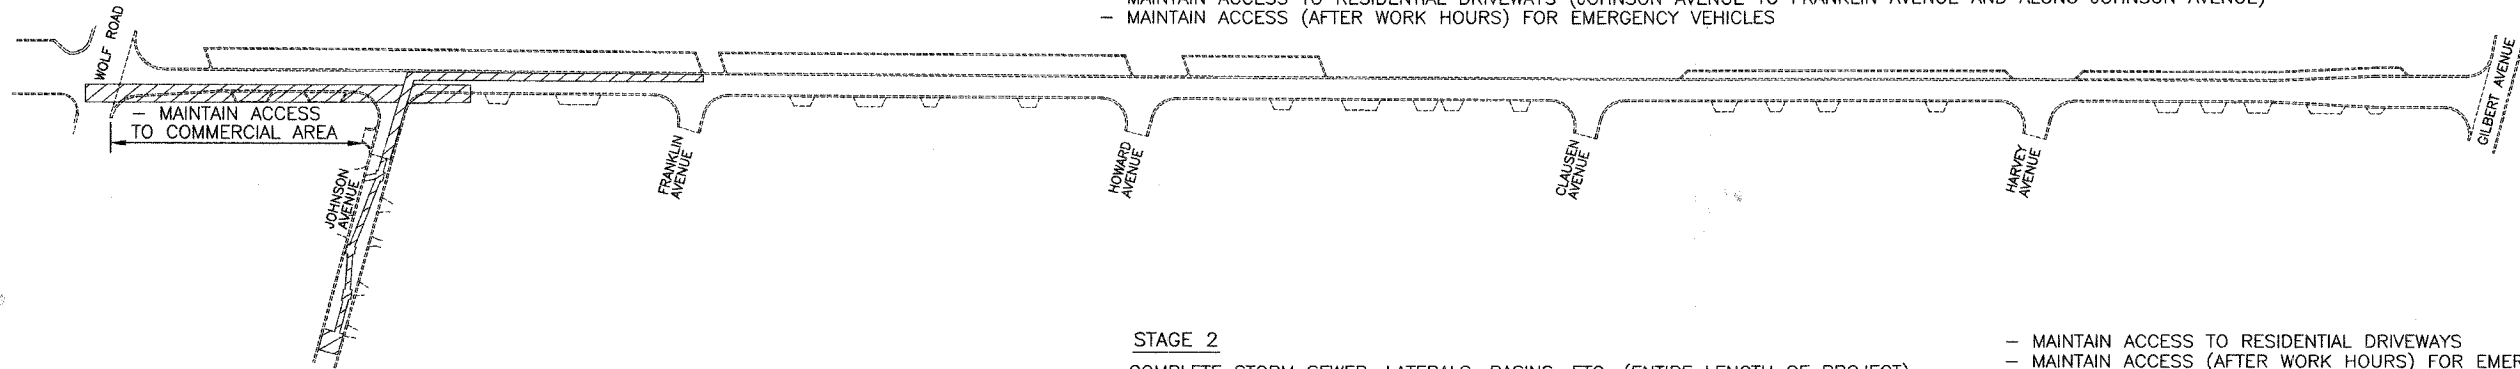 MAINTAIN ACCESS TO RESIDENTIAL DRIVEWAYS (JOHNSON AVENUE TO FRANKLIN AVENUE AND ALONG JOHNSON AVENUE)
– MAINTAIN ACCESS (AFTER WORK HOURS) FOR EMERGENCY VEHICLES
WOLF ROAD
GILBERT AVENUE
– MAINTAIN ACCESS
TO COMMERCIAL AREA
JOHNSON
AVENUE
FRANKLIN
AVENUE
HOWARD
AVENUE
CLAUSEN
AVENUE
HARVEY
AVENUE
STAGE 2
COMPLETE STORM SEWER, LATERALS, BASINS, ETC. (ENTIRE LENGTH OF PROJECT)
– MAINTAIN ACCESS TO RESIDENTIAL DRIVEWAYS
– MAINTAIN ACCESS (AFTER WORK HOURS) FOR EMER